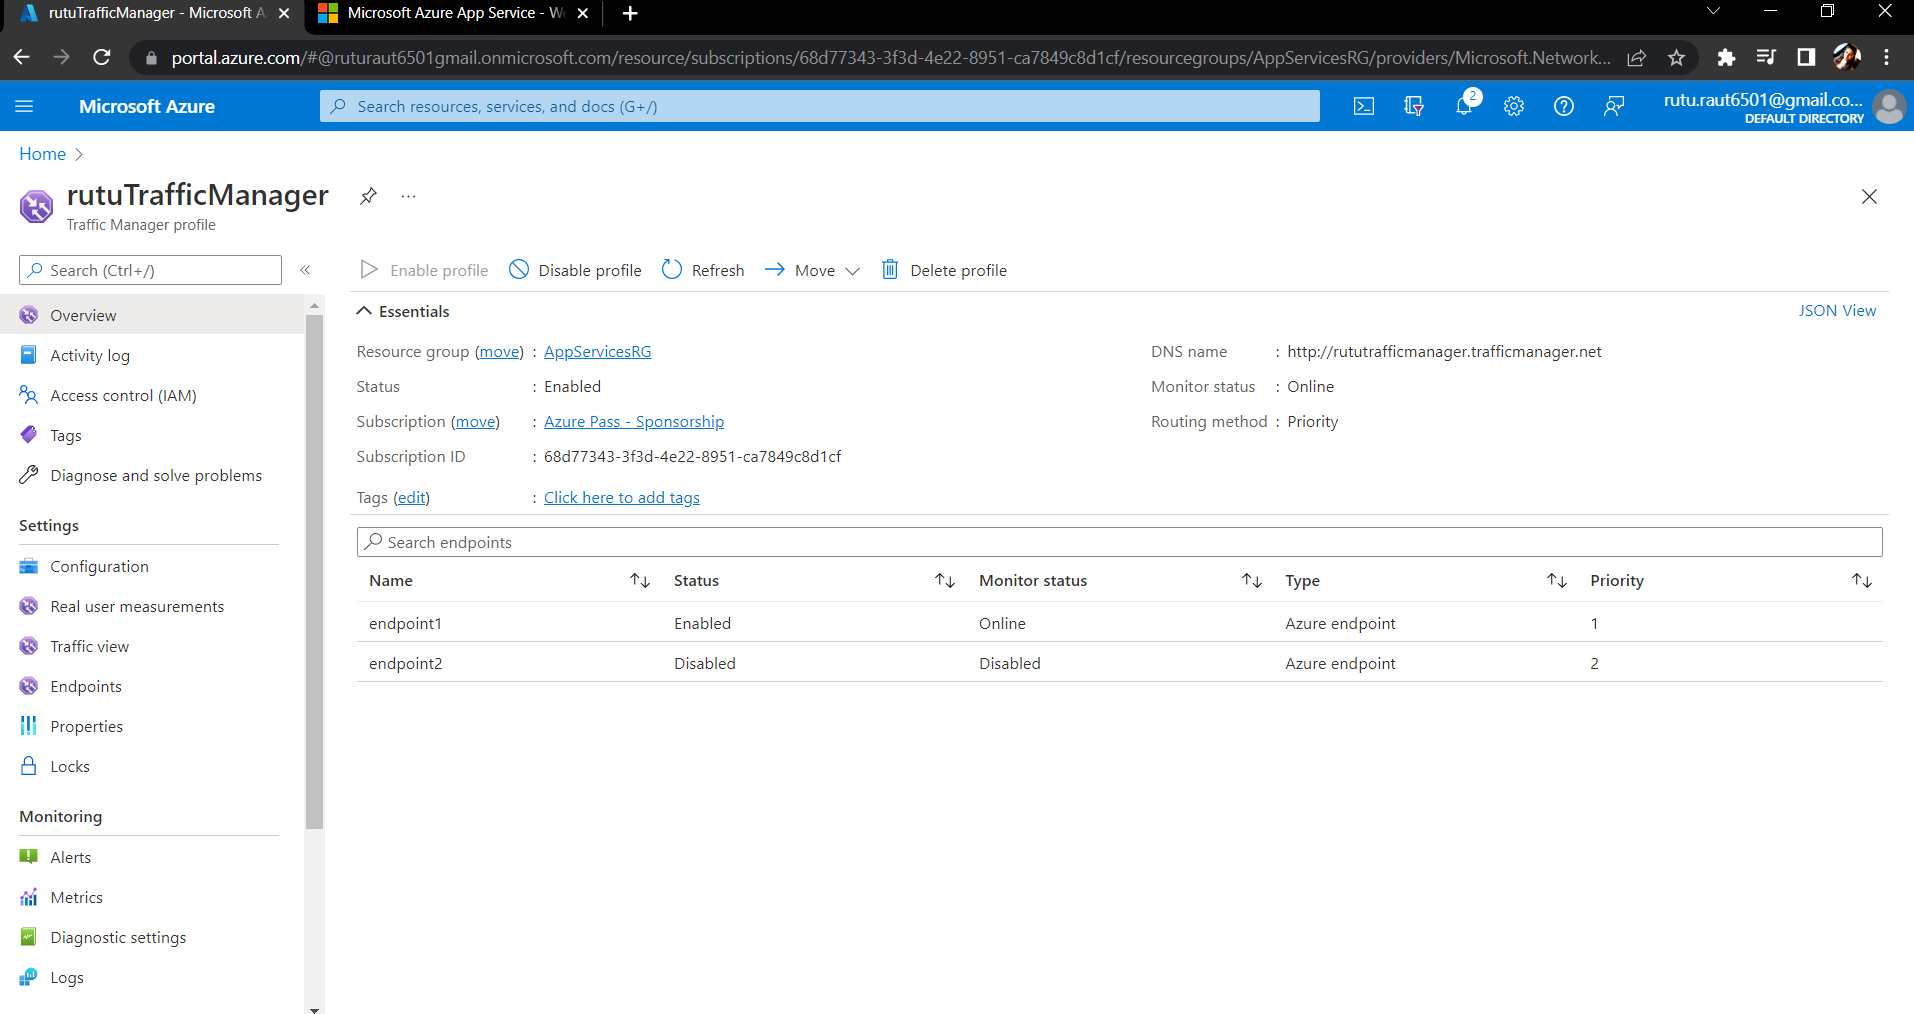 rutuTrafficManager - Microsoft A
Microsoft Azure App Service - We
portal.azure.com/#@ruturaut6501gmail.onmicrosoft.com/resource/subscriptions/68d77343-3f3d-4e22-8951-ca7849c8d1cf/resourcegroups/AppServicesRG/providers/Microsoft.Network...
Microsoft Azure
Search resources, services, and docs (G+/)
2
rutu.raut6501@gmail.co...
DEFAULT DIRECTORY
Home
rutuTrafficManager
...
Traffic Manager profile
Search (Ctrl+/)
«
Enable profile
Disable profile
Refresh
Move
Delete profile
Overview
Activity log
Access control (IAM)
Tags
Diagnose and solve problems
Settings
Configuration
Real user measurements
Traffic view
Endpoints
Properties
Locks
Monitoring
Alerts
Metrics
Diagnostic settings
Logs
Essentials
JSON View
Resource group (move) : AppServicesRG
Status : Enabled
Subscription (move) : Azure Pass - Sponsorship
Subscription ID : 68d77343-3f3d-4e22-8951-ca7849c8d1cf
Tags (edit) : Click here to add tags
DNS name : http://rututrafficmanager.trafficmanager.net
Monitor status : Online
Routing method : Priority
Search endpoints
Name Status Monitor status Type Priority
endpoint1 Enabled Online Azure endpoint 1
endpoint2 Disabled Disabled Azure endpoint 2